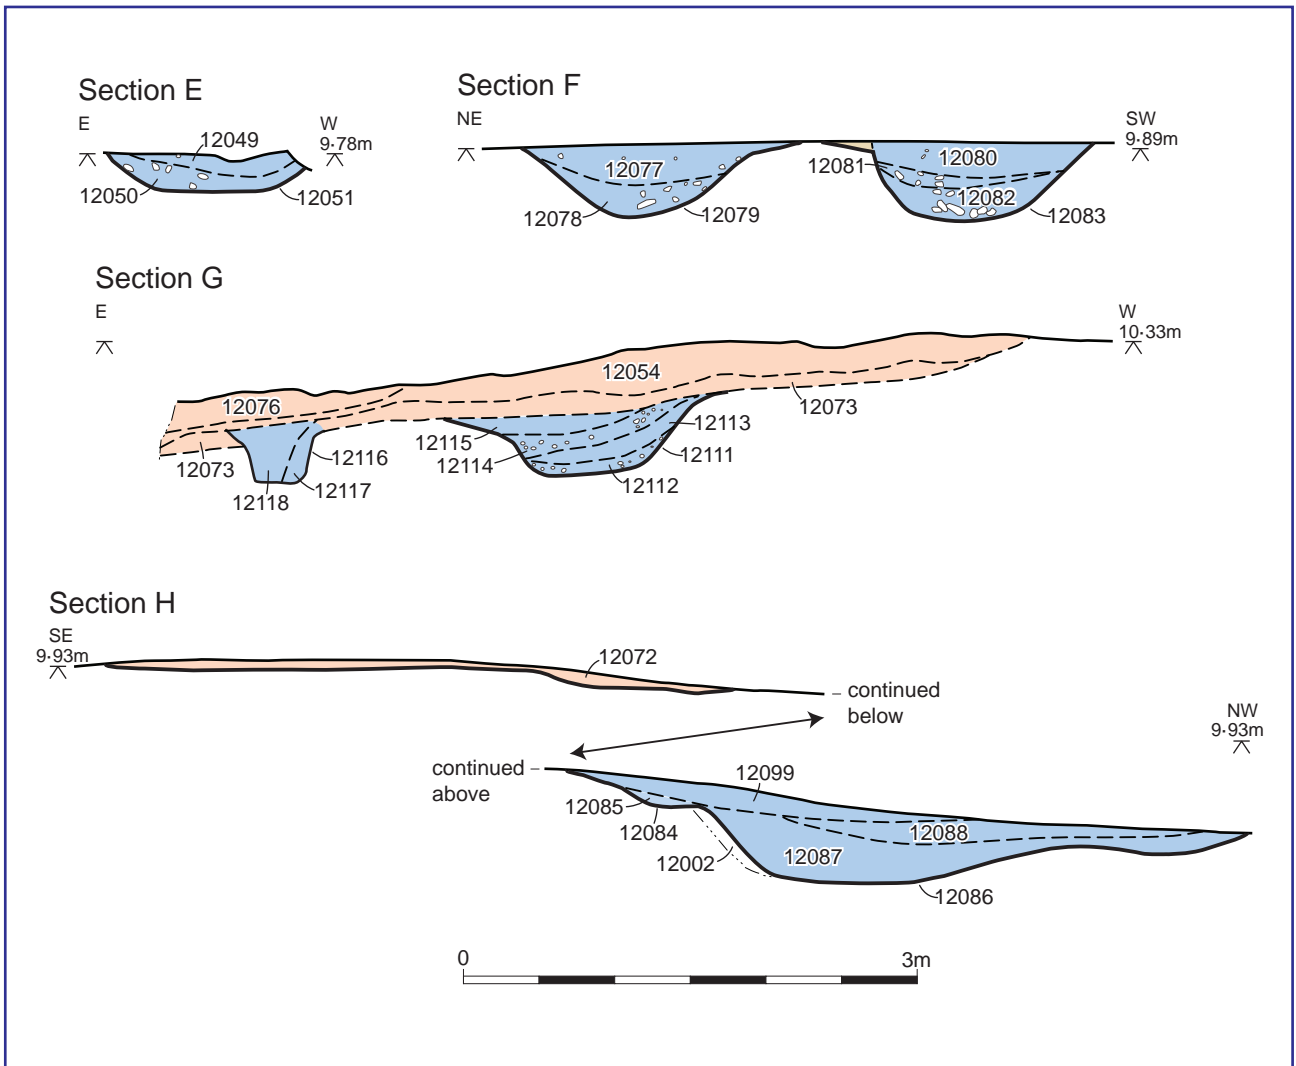 Section E
E
W
9·78m
12049
12050
12051
Section F
NE
SW
9·89m
12077
12078
12079
12081
12080
12082
12083
Section G
E
W
10·33m
12054
12076
12073
12073
12118
12117
12116
12115
12114
12113
12111
12112
Section H
SE
9·93m
12072
continued
below
NW
9·93m
continued
above
12099
12085
12084
12002
12088
12087
12086
0
3m